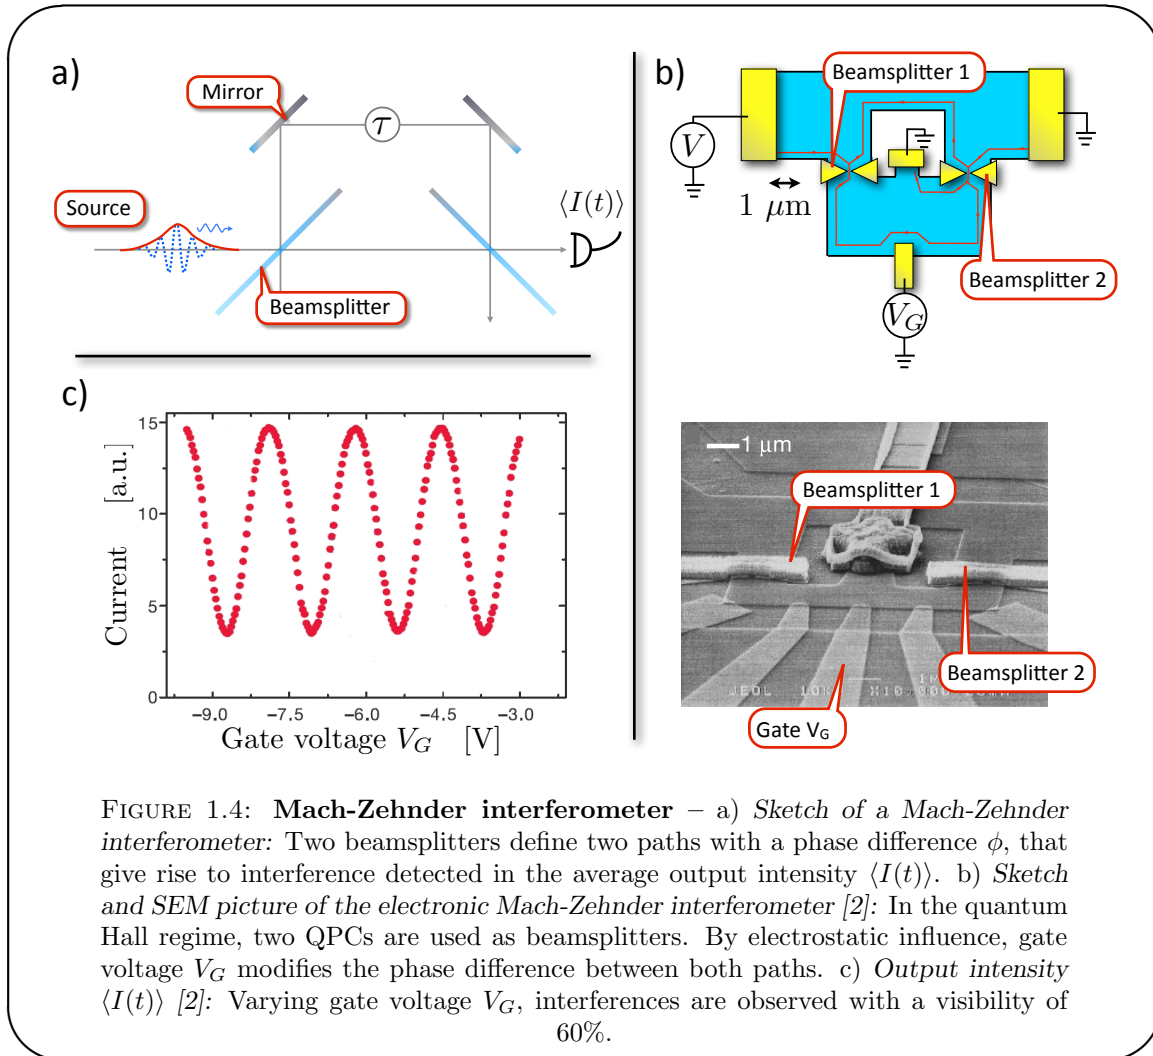 a)
Mirror
τ
Source
⟨I(t)⟩
Beamsplitter
b)
Beamsplitter 1
V
1 μm
Beamsplitter 2
V_G
c)
15
10
5
0
Current [a.u.]
−9.0 −7.5 −6.0 −4.5 −3.0
Gate voltage V_G [V]
1 μm
Beamsplitter 1
Beamsplitter 2
JEOL 10K
X10,000
Gate V_G
FIGURE 1.4: Mach-Zehnder interferometer – a) Sketch of a Mach-Zehnder
interferometer: Two beamsplitters define two paths with a phase difference ϕ, that
give rise to interference detected in the average output intensity ⟨I(t)⟩. b) Sketch
and SEM picture of the electronic Mach-Zehnder interferometer [2]: In the quantum
Hall regime, two QPCs are used as beamsplitters. By electrostatic influence, gate
voltage V_G modifies the phase difference between both paths. c) Output intensity
⟨I(t)⟩ [2]: Varying gate voltage V_G, interferences are observed with a visibility of
60%.